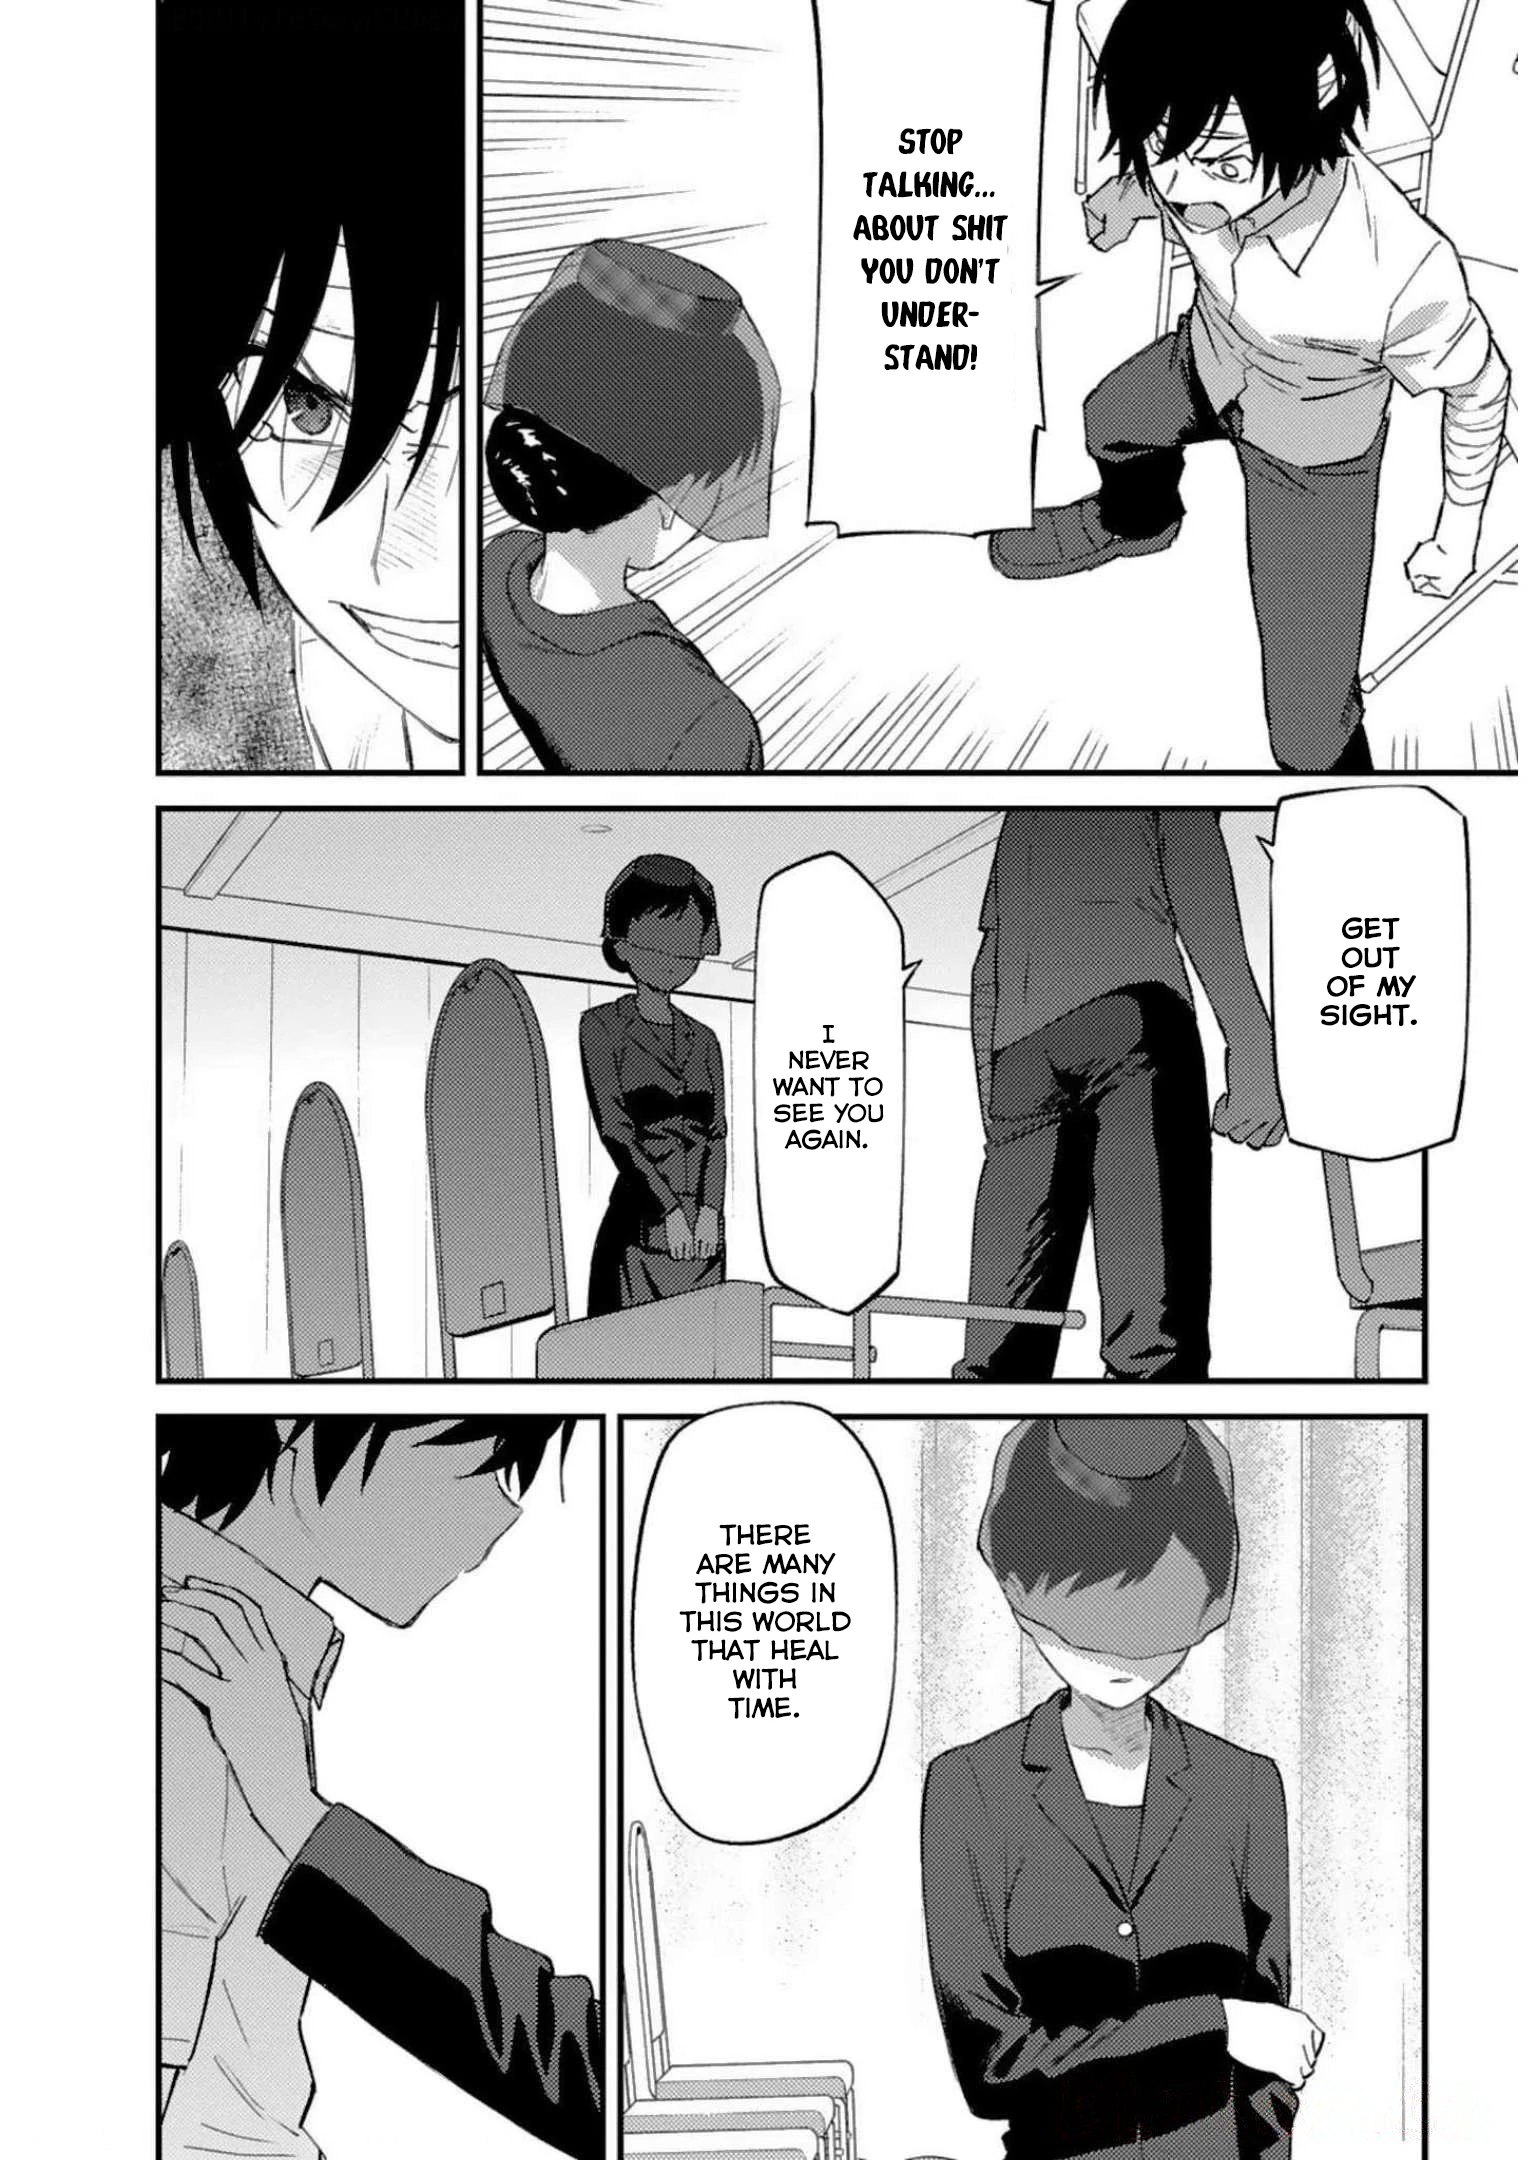 STOP
TALKING...
ABOUT SHIT
YOU DON'T
UNDER-
STAND!
GET
OUT
OF MY
SIGHT.
I
NEVER
WANT TO
SEE YOU
AGAIN.
THERE
ARE MANY
THINGS IN
THIS WORLD
THAT HEAL
WITH
TIME.